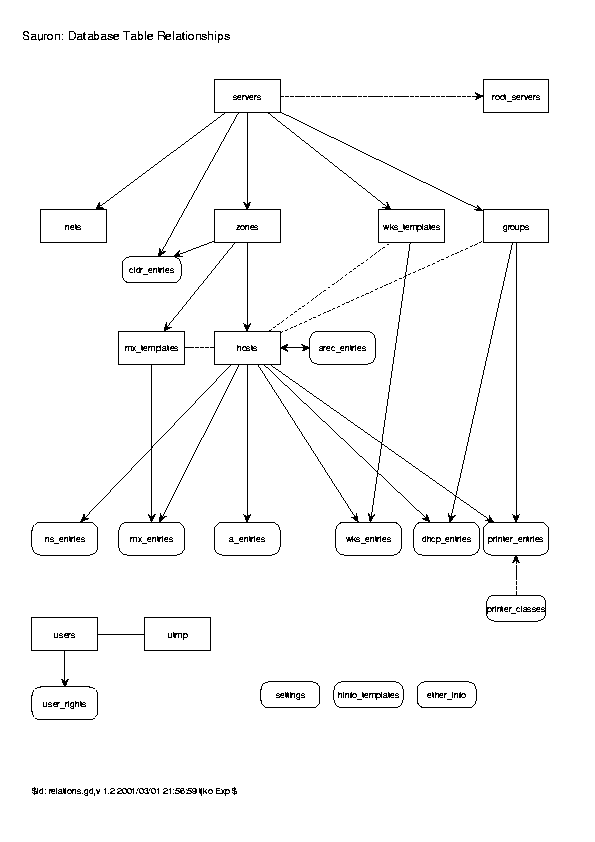 Sauron: Database Table Relationships
servers
root_servers
nets
zones
wks_templates
groups
cidr_entries
mx_templates
hosts
arec_entries
ns_entries
mx_entries
a_entries
wks_entries
dhcp_entries
printer_entries
printer_classes
users
utmp
user_rights
settings
hinfo_templates
ether_info
$Id: relations.gd,v 1.2 2001/03/01 21:56:59 tjko Exp $